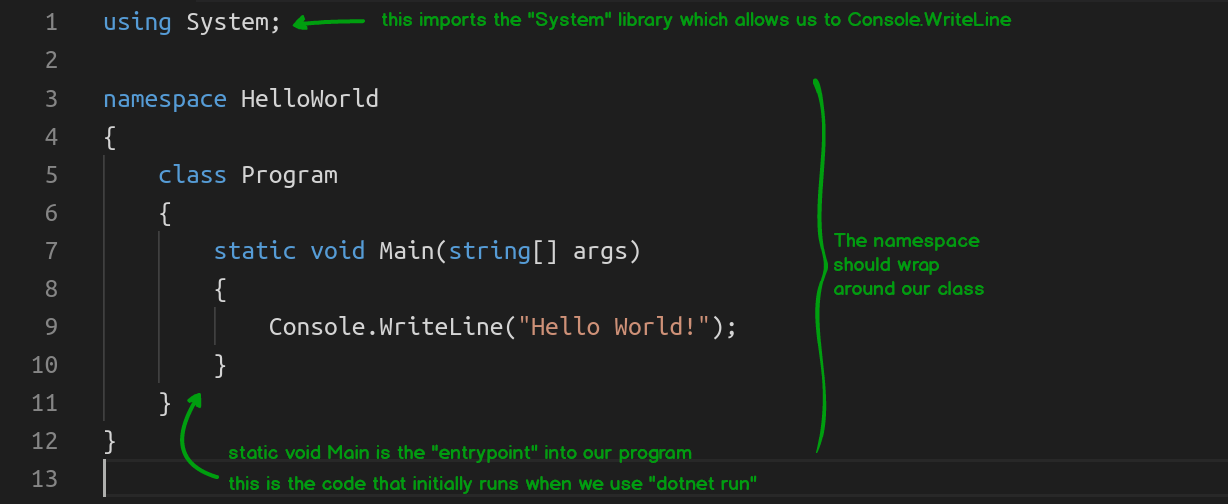 1 using System; this imports the "System" library which allows us to Console.WriteLine
2
3 namespace HelloWorld
4 {
5 class Program
6 {
7 static void Main(string[] args)
The namespace
should wrap
around our class
8 {
9 Console.WriteLine("Hello World!");
10 }
11 }
12 }
static void Main is the "entrypoint" into our program
13
this is the code that initially runs when we use "dotnet run"